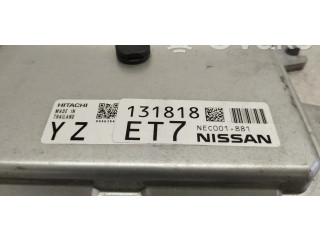 HITACHI
MADE IN
THAILAND
131818
NEC001-881
YZ
ET7
NISSAN